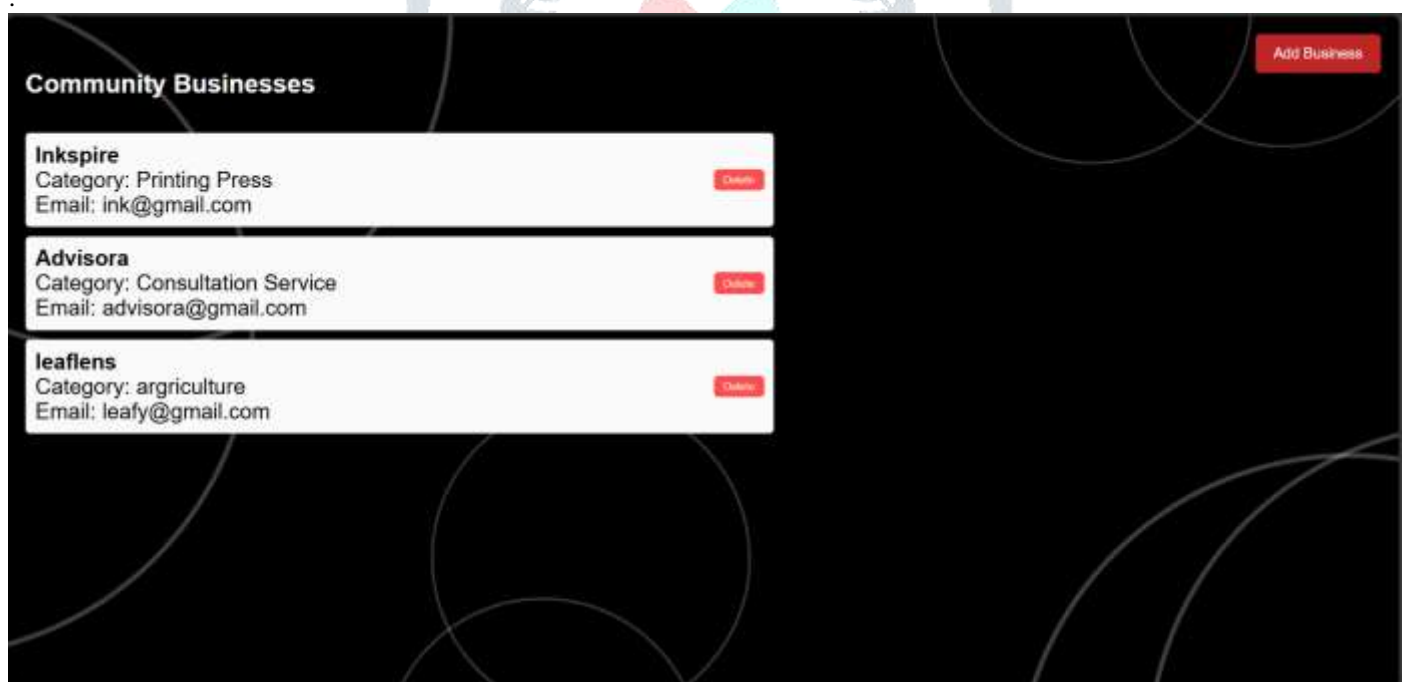 Add Business
Community Businesses
Inkspire
Category: Printing Press
Email: ink@gmail.com
Delete
Advisora
Category: Consultation Service
Email: advisora@gmail.com
Delete
leaflens
Category: argriculture
Email: leafy@gmail.com
Delete